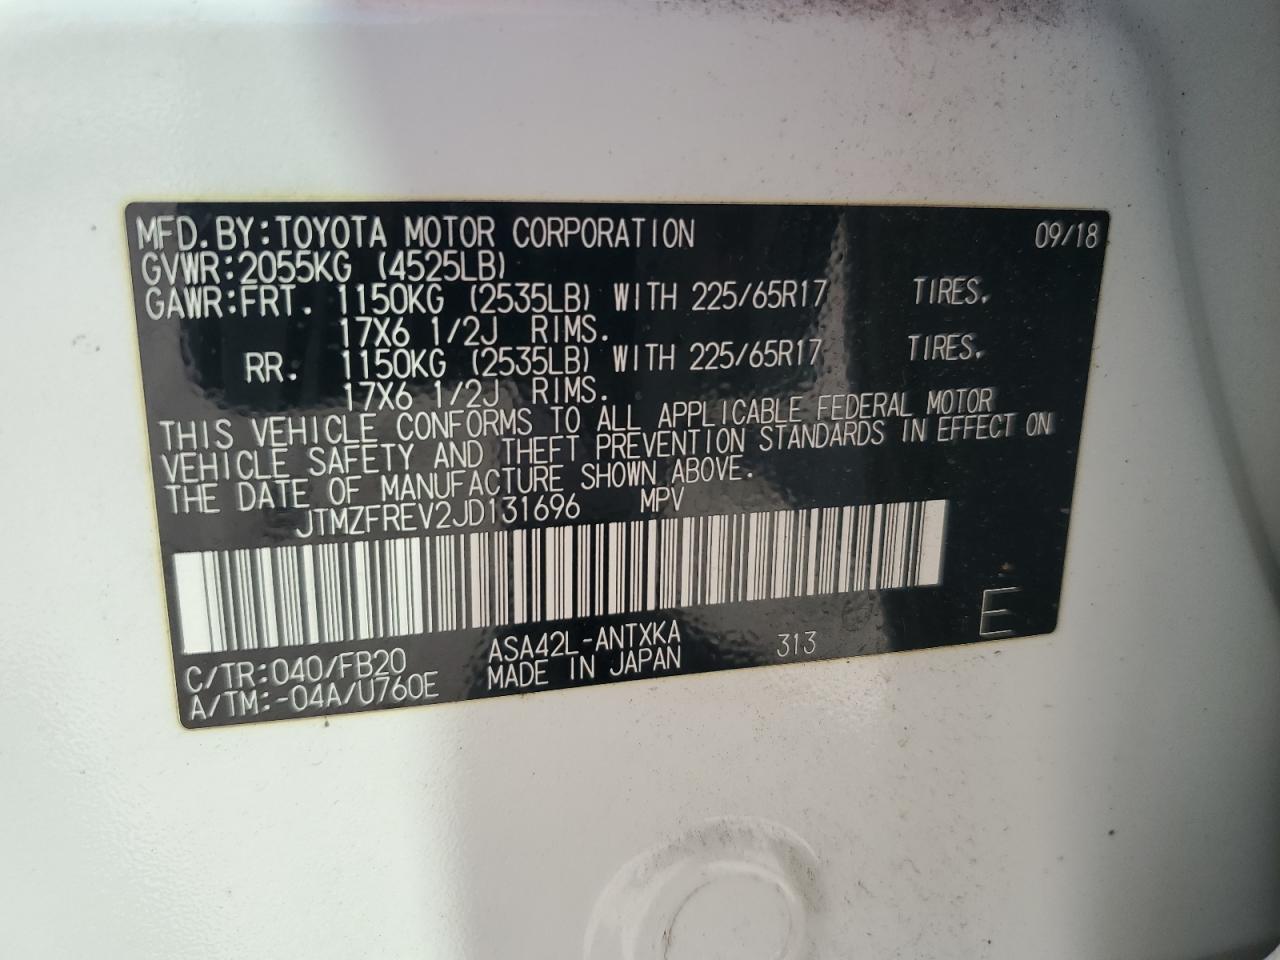 MFD. BY: TOYOTA MOTOR CORPORATION 09/18
GVWR: 2055KG (4525LB)
GAWR: FRT. 1150KG (2535LB) WITH 225/65R17 TIRES.
17X6 1/2J RIMS.
RR. 1150KG (2535LB) WITH 225/65R17 TIRES.
17X6 1/2J RIMS.
THIS VEHICLE CONFORMS TO ALL APPLICABLE FEDERAL MOTOR
VEHICLE SAFETY AND THEFT PREVENTION STANDARDS IN EFFECT ON
THE DATE OF MANUFACTURE SHOWN ABOVE.
JTMZFREV2JD131696 MPV
C/TR: 040/FB20 ASA42L-ANTXKA 313 E
A/TM: -04A/U760E MADE IN JAPAN